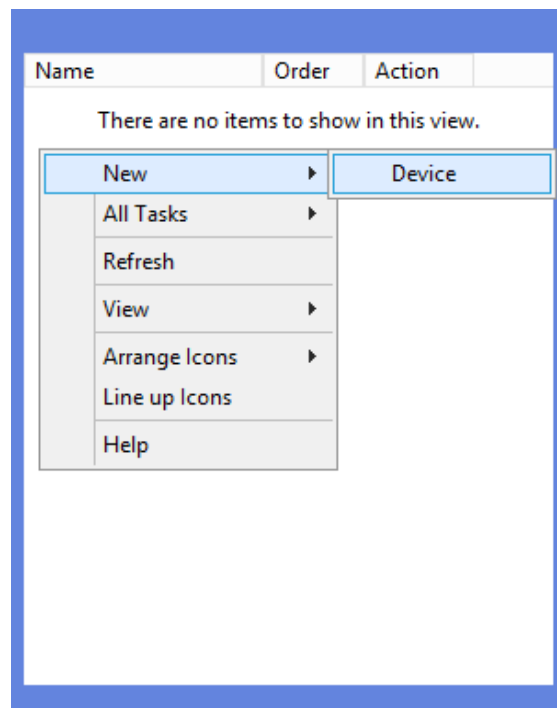 Name Order Action
There are no items to show in this view.
New Device
All Tasks
Refresh
View
Arrange Icons
Line up Icons
Help